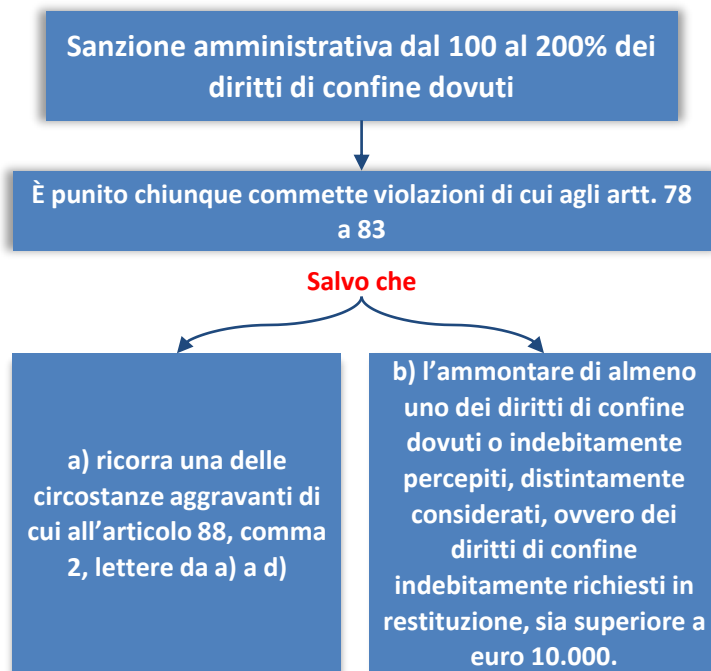 Sanzione amministrativa dal 100 al 200% dei
diritti di confine dovuti
È punito chiunque commette violazioni di cui agli artt. 78
a 83
Salvo che
a) ricorra una delle
circostanze aggravanti di
cui all’articolo 88, comma
2, lettere da a) a d)
b) l’ammontare di almeno
uno dei diritti di confine
dovuti o indebitamente
percepiti, distintamente
considerati, ovvero dei
diritti di confine
indebitamente richiesti in
restituzione, sia superiore a
euro 10.000.